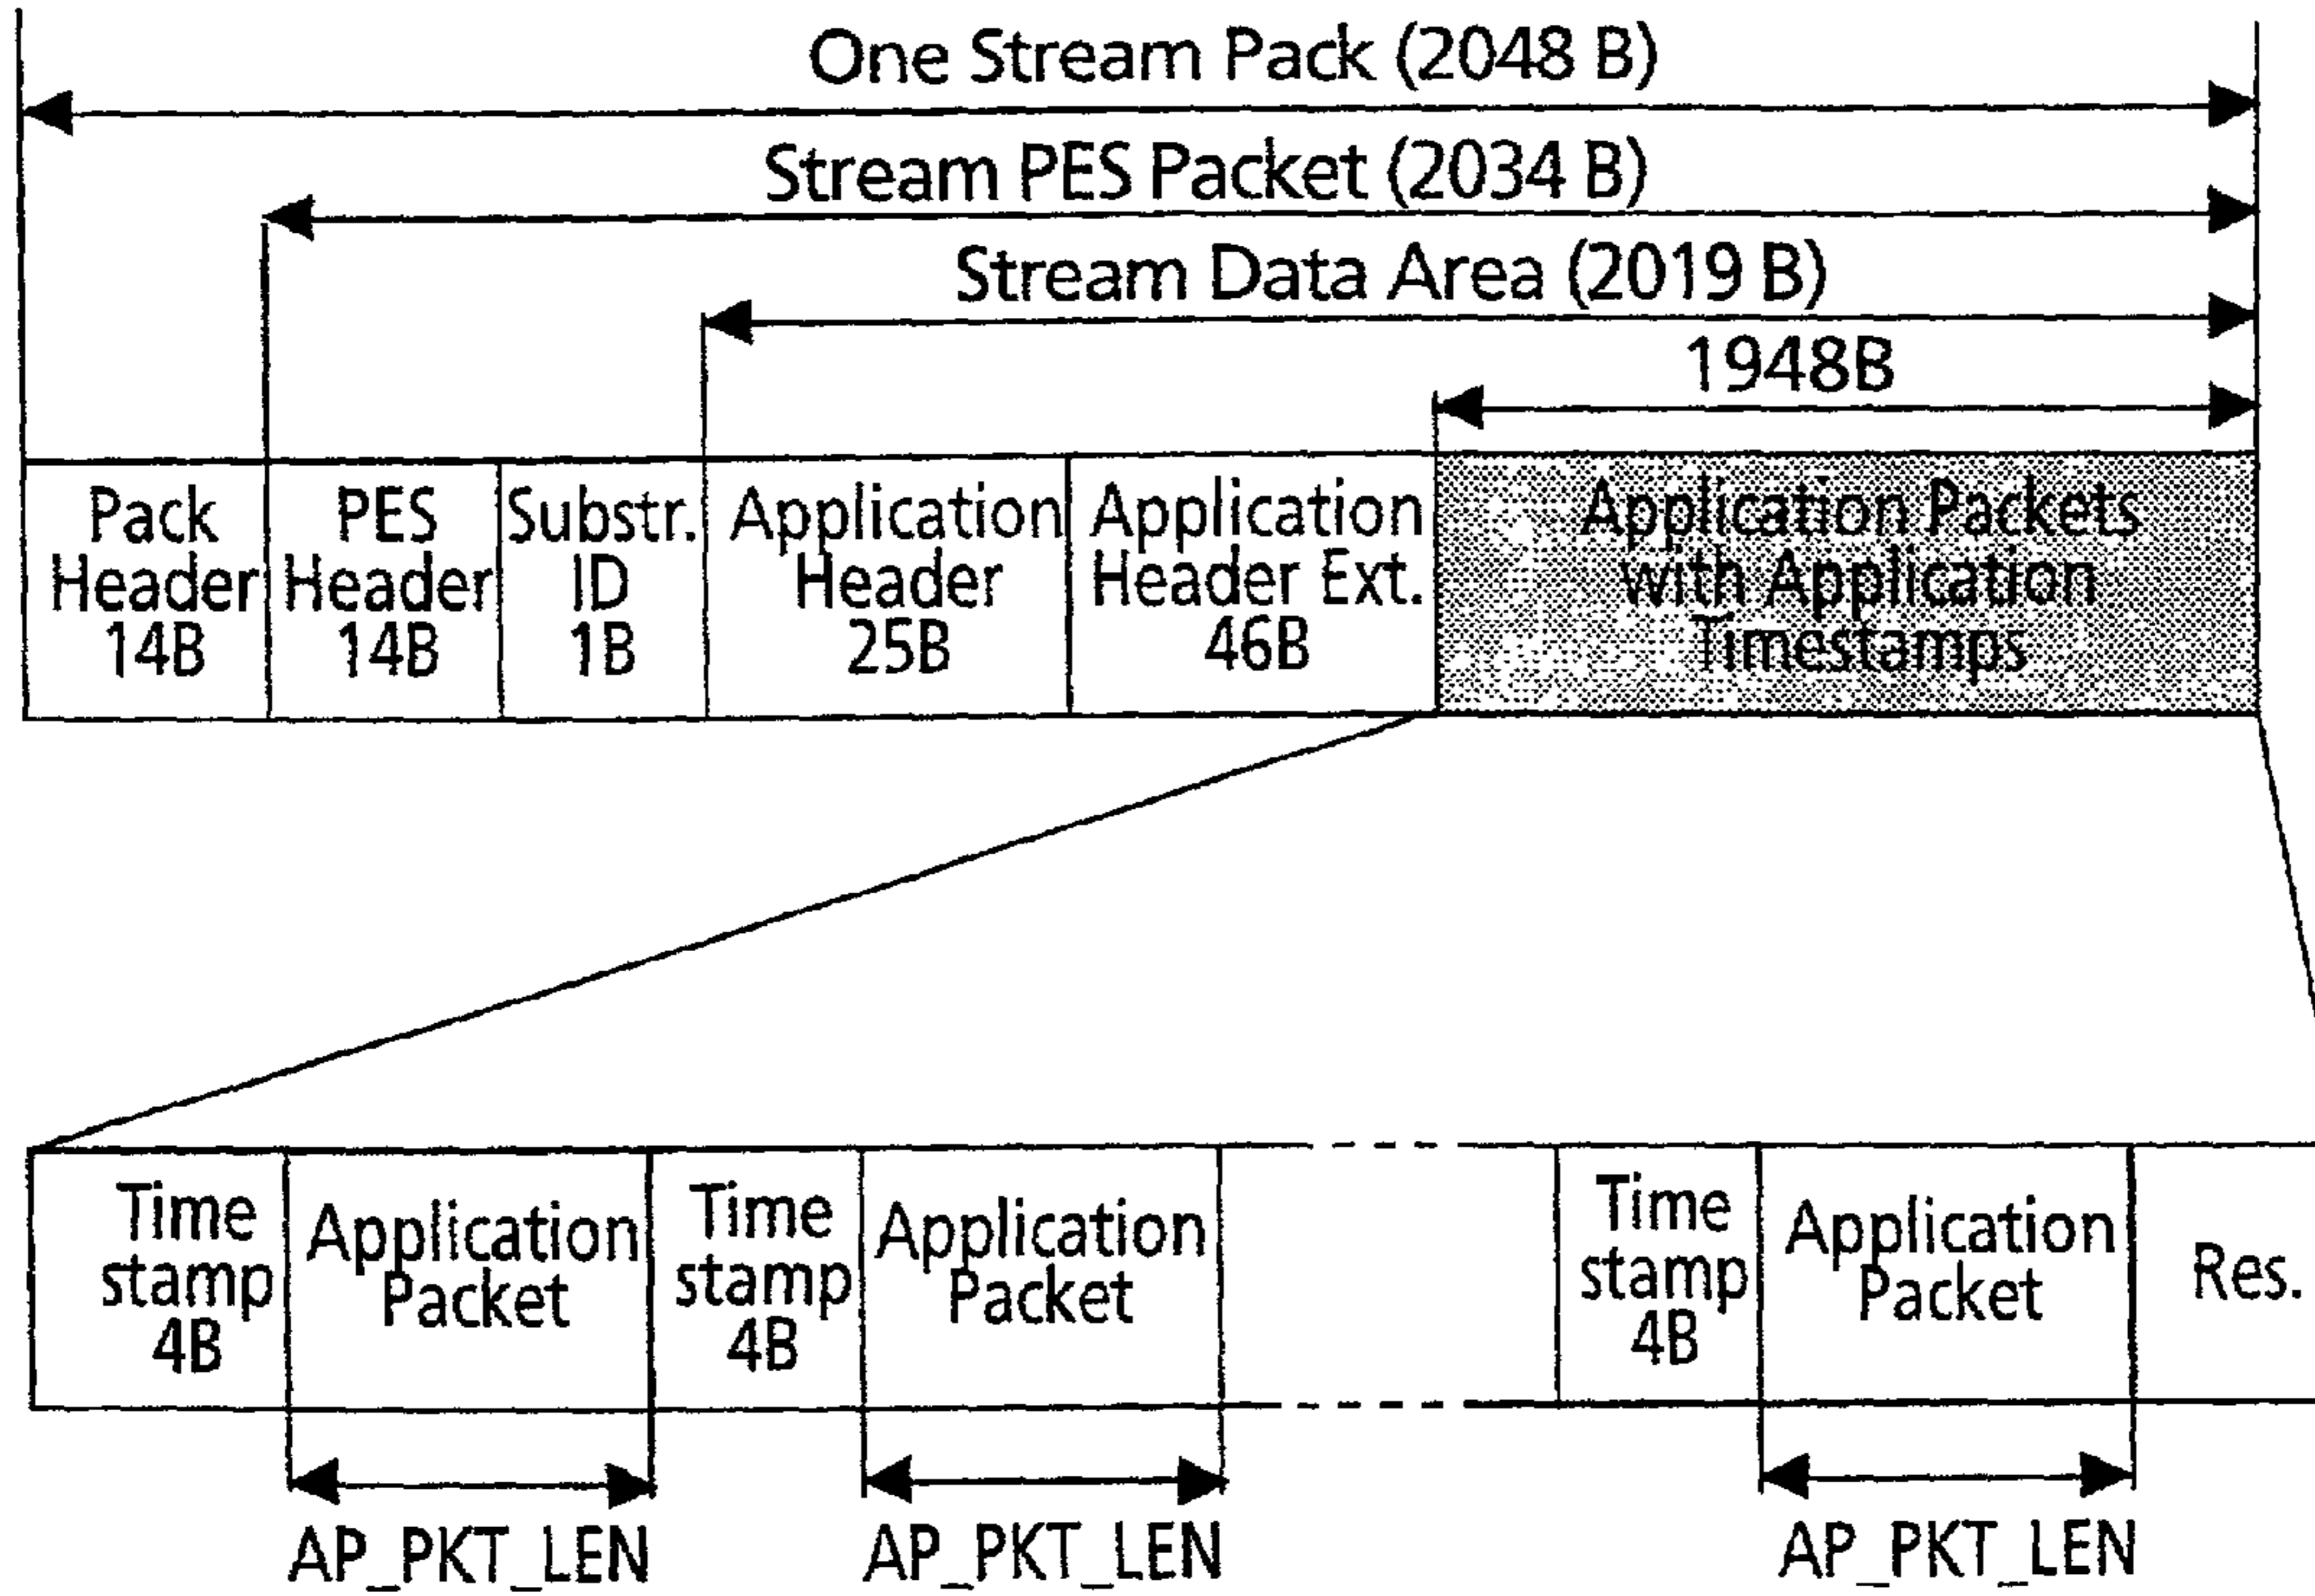 One Stream Pack (2048 B)
Stream PES Packet (2034 B)
Stream Data Area (2019 B)
1948B
Pack
Header
14B
PES
Header
14B
Substr.
ID
1B
Application
Header
25B
Application
Header Ext.
46B
Application Packets
with Application
Timestamps
Time
stamp
4B
Application
Packet
Time
stamp
4B
Application
Packet
Time
stamp
4B
Application
Packet
Res.
AP_PKT_LEN
AP_PKT_LEN
AP_PKT_LEN